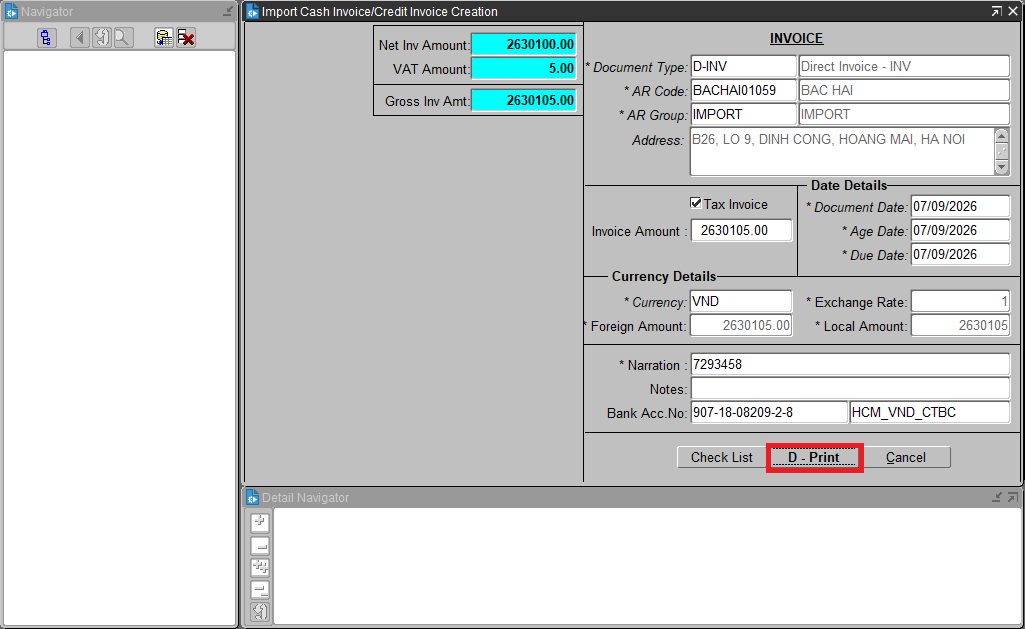 Navigator
Import Cash Invoice/Credit Invoice Creation
Net Inv Amount: 2630100.00
VAT Amount: 5.00
Gross Inv Amt: 2630105.00
INVOICE
* Document Type: D-INV Direct Invoice - INV
* AR Code: BACHAI01059 BAC HAI
* AR Group: IMPORT IMPORT
Address: B26, LO 9, DINH CONG, HOANG MAI, HA NOI
Tax Invoice
Invoice Amount : 2630105.00
Date Details
* Document Date: 07/09/2026
* Age Date: 07/09/2026
* Due Date: 07/09/2026
Currency Details
* Currency: VND * Exchange Rate: 1
* Foreign Amount: 2630105.00 * Local Amount: 2630105
* Narration : 7293458
Notes:
Bank Acc.No: 907-18-08209-2-8 HCM_VND_CTBC
Check List D - Print Cancel
Detail Navigator